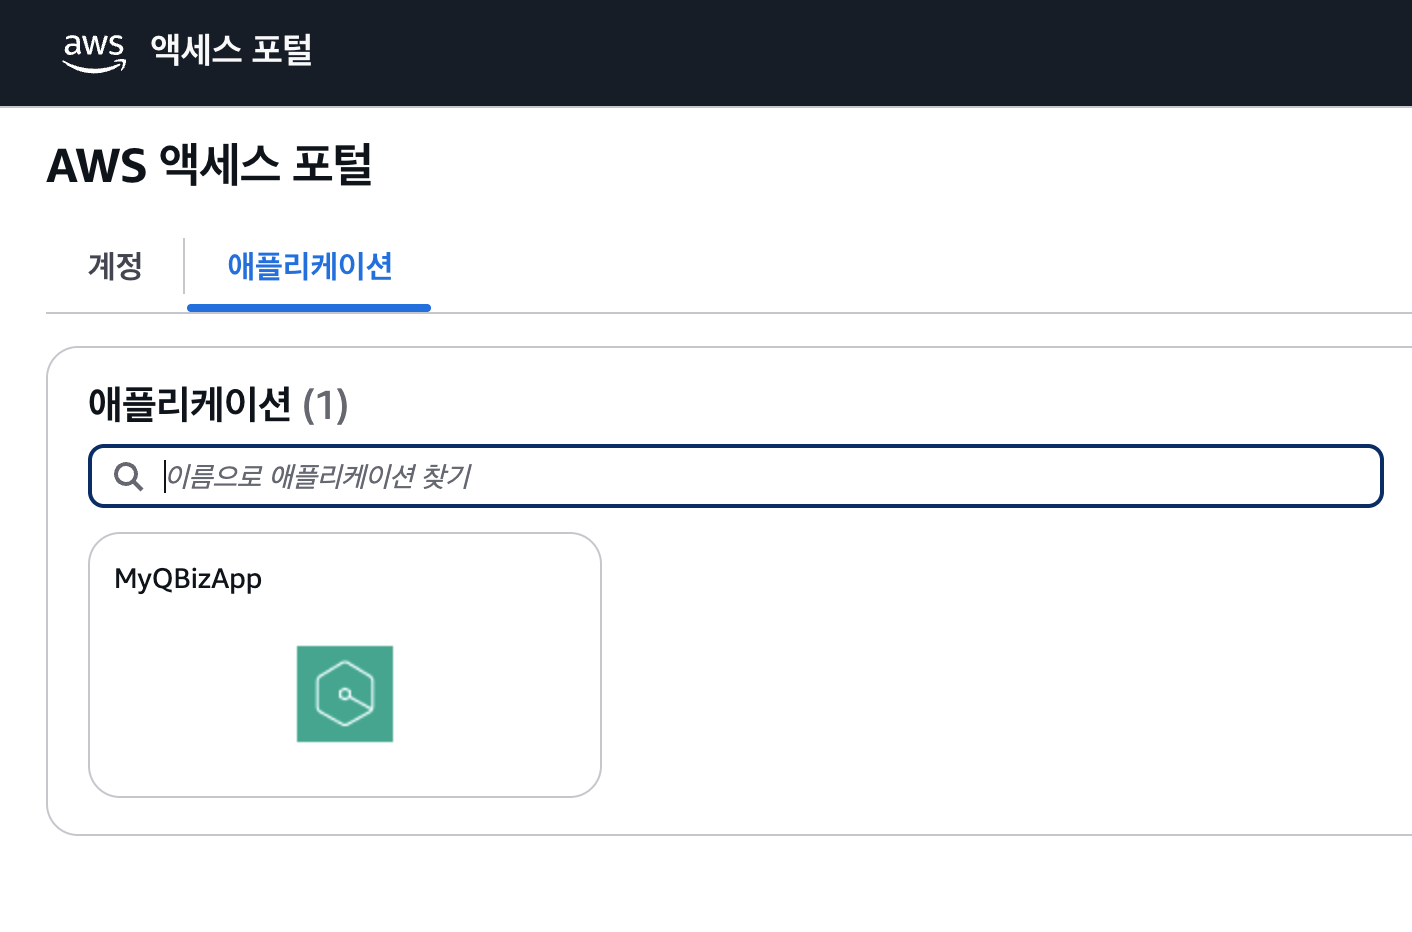 aws 액세스 포털
AWS 액세스 포털
계정 애플리케이션
애플리케이션 (1)
이름으로 애플리케이션 찾기
MyQBizApp